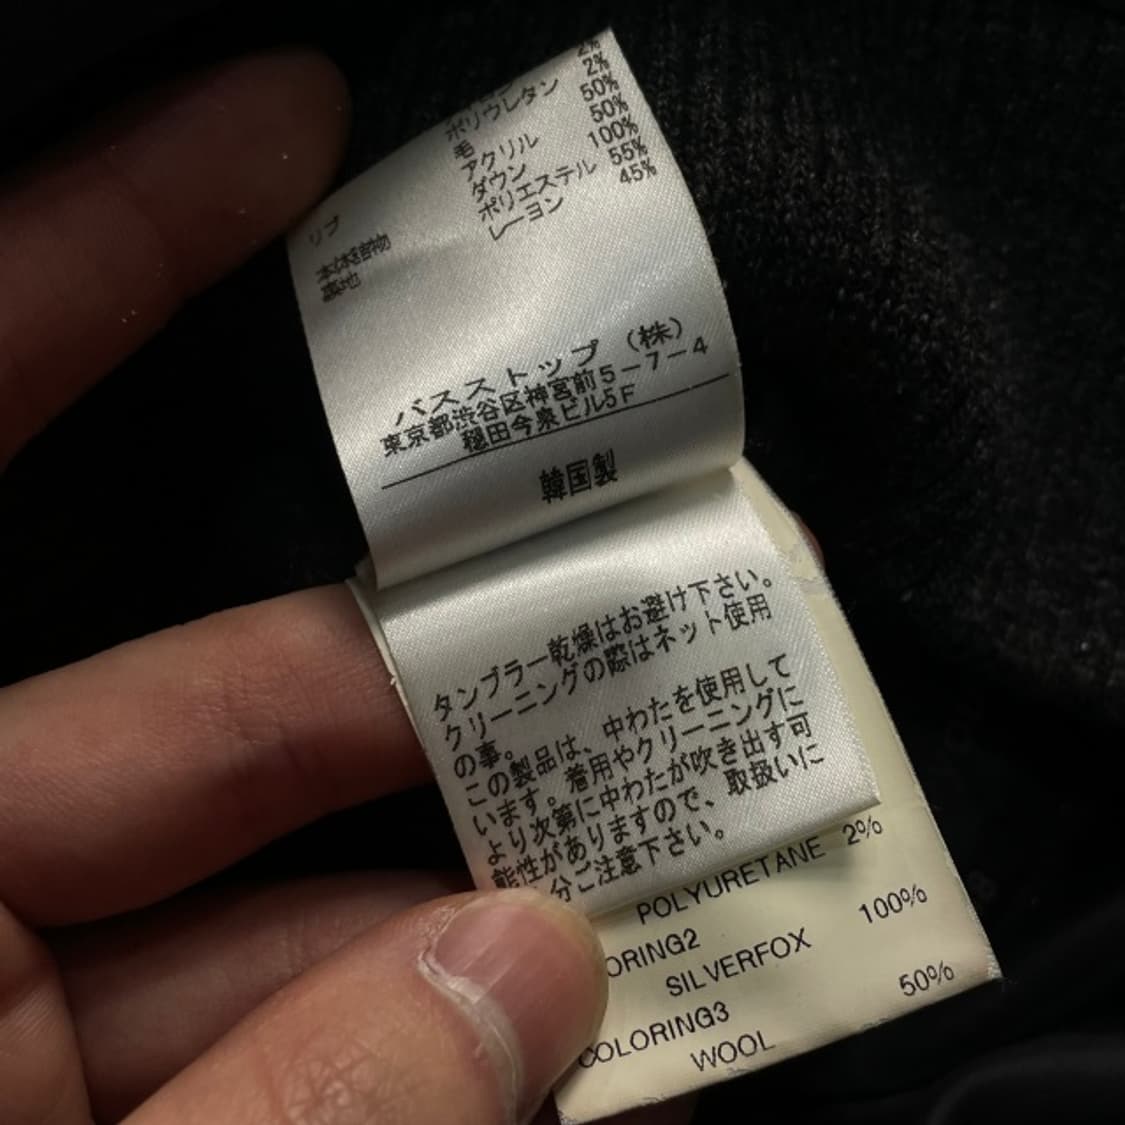 2%
ポリウレタン 2%
毛 50%
リブ アクリル 50%
本体詰物 ダウン 100%
裏地 ポリエステル 55%
レーヨン 45%
バスストップ(株)
東京都渋谷区神宮前5-7-4
穏田今泉ビル5F
韓国製
タンブラー乾燥はお避け下さい。
クリーニングの際はネット使用
の事。
この製品は、中わたを使用して
います。着用やクリーニングに
より次第に中わたが吹き出す可
能性がありますので、取扱いに
分ご注意下さい。
POLYURETANE 2%
ORING2
SILVERFOX 100%
COLORING3
WOOL 50%